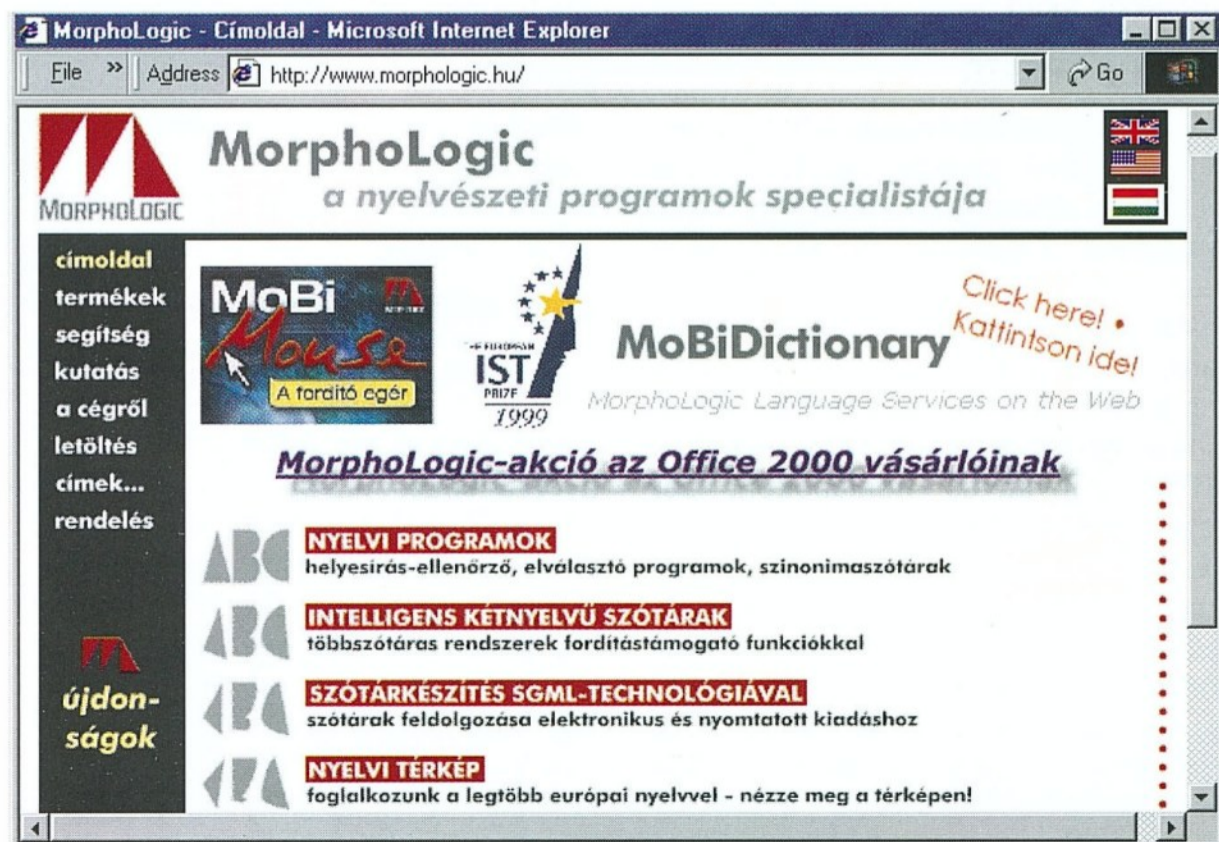 MorphoLogic - Címoldal - Microsoft Internet Explorer
File » Address http://www.morphologic.hu/ Go
MORPHOLOGIC
MorphoLogic
a nyelvészeti programok specialistája
címoldal
termékek
segítség
kutatás
a cégről
letöltés
címek...
rendelés
újdon-
ságok
MoBi
Mouse
A fordító egér
THE EUROPEAN
IST
PRIZE
1999
MoBiDictionary
Click here! •
Kattintson ide!
MorphoLogic Language Services on the Web
MorphoLogic-akció az Office 2000 vásárlóinak
ABC NYELVI PROGRAMOK
helyesírás-ellenőrző, elválasztó programok, szinonimaszótárak
INTELLIGENS KÉTNYELVŰ SZÓTÁRAK
többszótáras rendszerek fordítástámogató funkciókkal
SZÓTÁRKÉSZÍTÉS SGML-TECHNOLÓGIÁVAL
szótárak feldolgozása elektronikus és nyomtatott kiadáshoz
NYELVI TÉRKÉP
foglalkozunk a legtöbb európai nyelvvel - nézze meg a térképen!